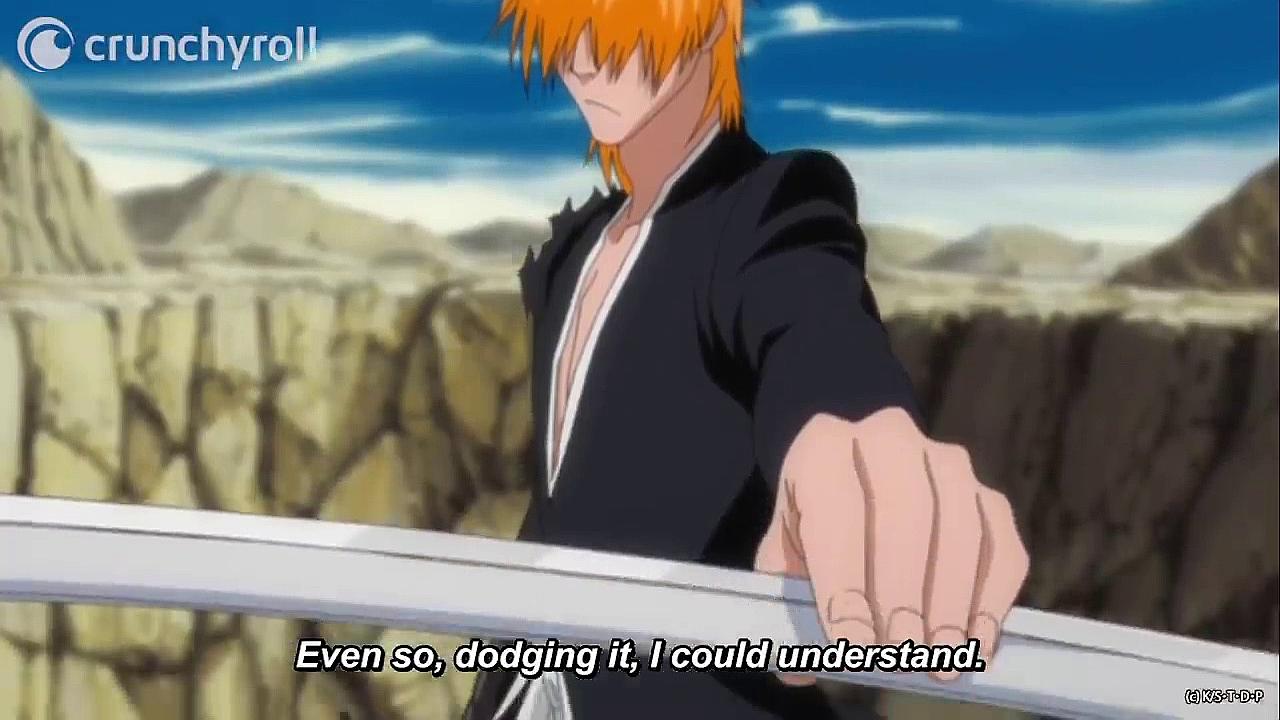 crunchyroll
Even so, dodging it, I could understand.
(c) K/S・T・D・P